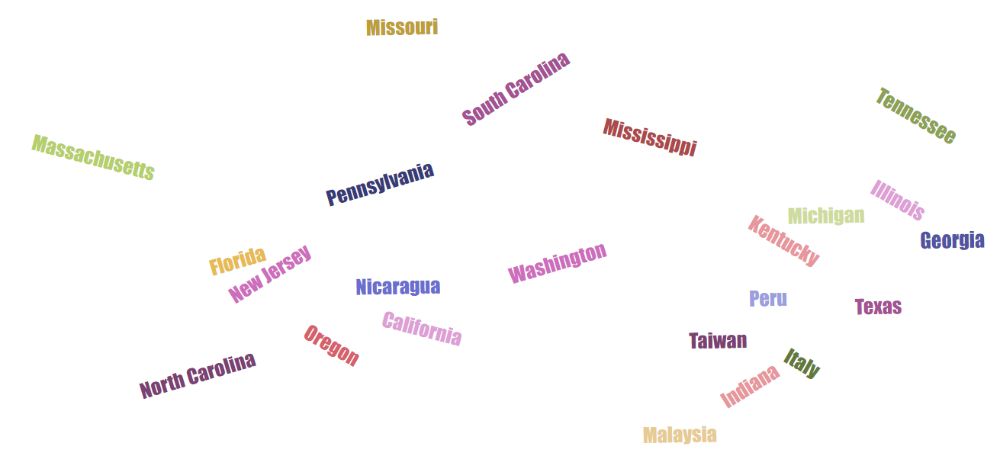 Missouri
South Carolina
Tennessee
Mississippi
Massachusetts
Pennsylvania
Illinois
Michigan
Kentucky
Georgia
Florida
New Jersey
Washington
Nicaragua
Peru
Texas
California
Oregon
Taiwan
Italy
North Carolina
Indiana
Malaysia